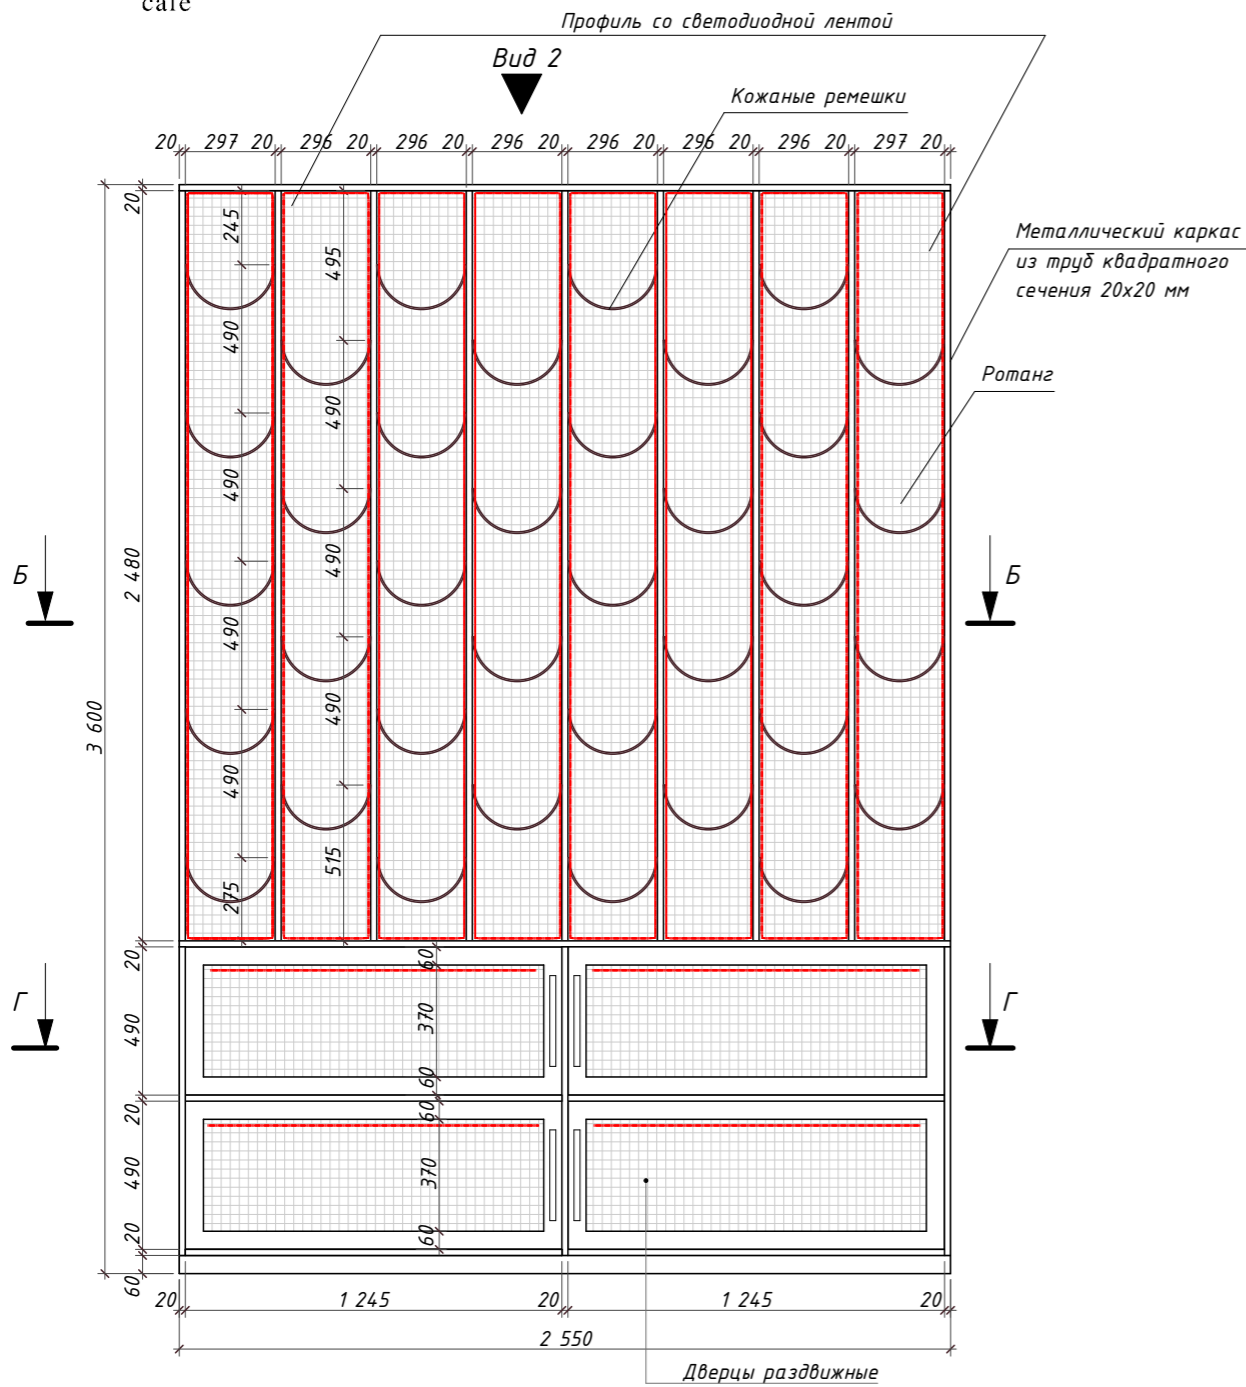 cafe
Профиль со светодиодной лентой
Вид 2
Кожаные ремешки
20 297 20 296 20 296 20 296 20 296 20 296 20 296 20 297 20
Металлический каркас
из труб квадратного
сечения 20х20 мм
Ротанг
20
245
495
490
490
490
490
490
490
490
490
275
515
2 480
3 600
Б
Б
20
60
Г
490
370
Г
60
20
60
490
370
20
60
60
20 1 245 20 1 245 20
2 550
Дверцы раздвижные